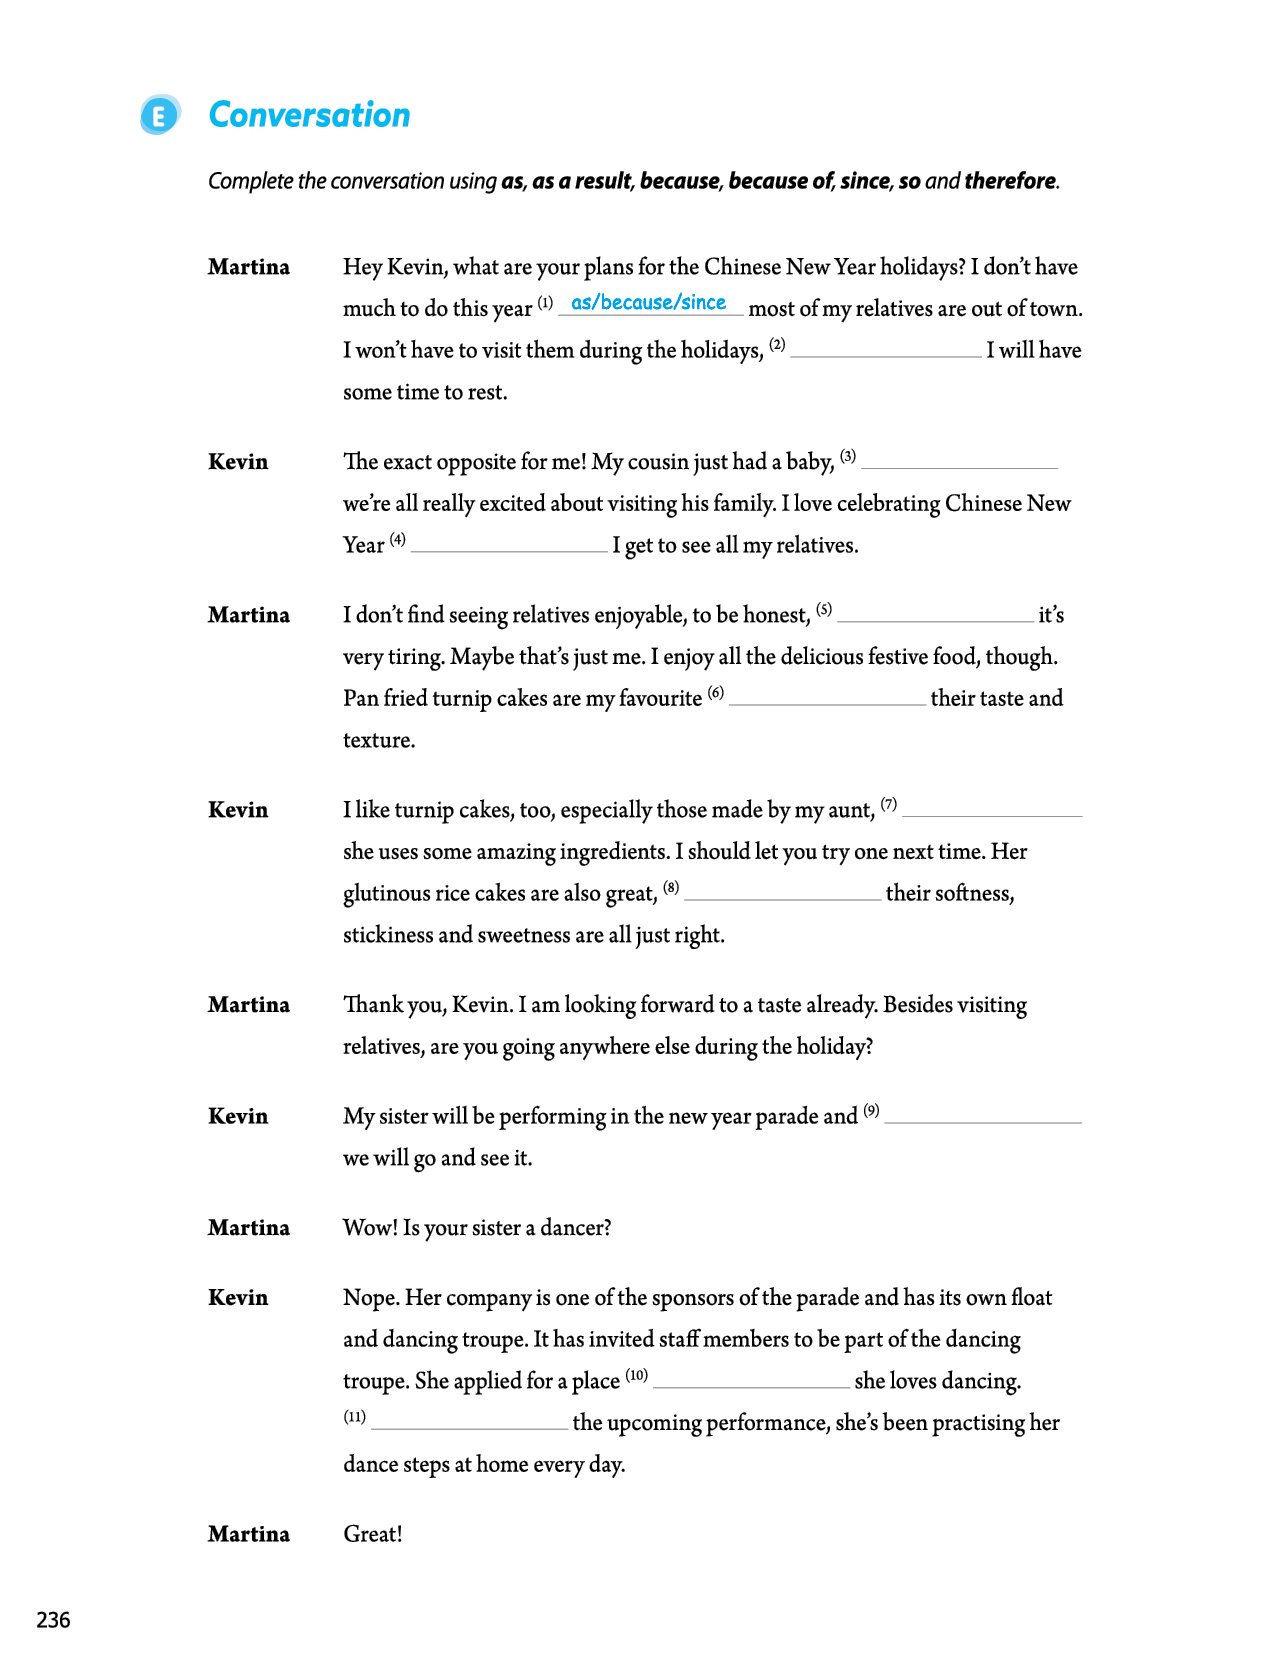 E Conversation
Complete the conversation using as, as a result, because, because of, since, so and therefore.
Martina Hey Kevin, what are your plans for the Chinese New Year holidays? I don't have
much to do this year (1) as/because/since most of my relatives are out of town.
I won't have to visit them during the holidays, (2) ____________ I will have
some time to rest.
Kevin The exact opposite for me! My cousin just had a baby, (3) ____________
we're all really excited about visiting his family. I love celebrating Chinese New
Year (4) ____________ I get to see all my relatives.
Martina I don't find seeing relatives enjoyable, to be honest, (5) ____________ it's
very tiring. Maybe that's just me. I enjoy all the delicious festive food, though.
Pan fried turnip cakes are my favourite (6) ____________ their taste and
texture.
Kevin I like turnip cakes, too, especially those made by my aunt, (7) ____________
she uses some amazing ingredients. I should let you try one next time. Her
glutinous rice cakes are also great, (8) ____________ their softness,
stickiness and sweetness are all just right.
Martina Thank you, Kevin. I am looking forward to a taste already. Besides visiting
relatives, are you going anywhere else during the holiday?
Kevin My sister will be performing in the new year parade and (9) ____________
we will go and see it.
Martina Wow! Is your sister a dancer?
Kevin Nope. Her company is one of the sponsors of the parade and has its own float
and dancing troupe. It has invited staff members to be part of the dancing
troupe. She applied for a place (10) ____________ she loves dancing.
(11) ____________ the upcoming performance, she's been practising her
dance steps at home every day.
Martina Great!
236